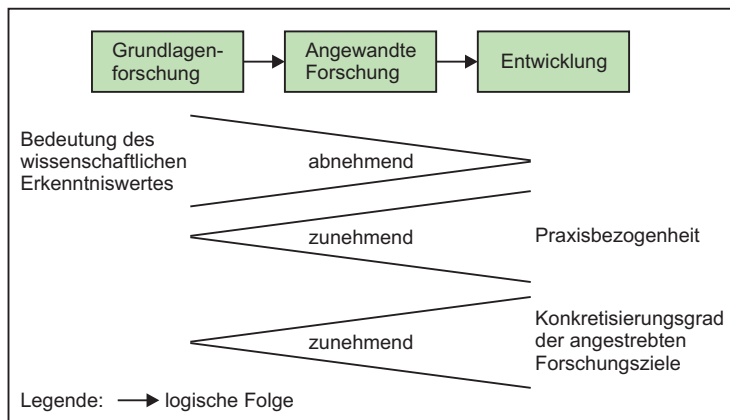 Grundlagen-
forschung
Angewandte
Forschung
Entwicklung
Bedeutung des
wissenschaftlichen
Erkenntniswertes
abnehmend
zunehmend
Praxisbezogenheit
zunehmend
Konkretisierungsgrad
der angestrebten
Forschungsziele
Legende: logische Folge